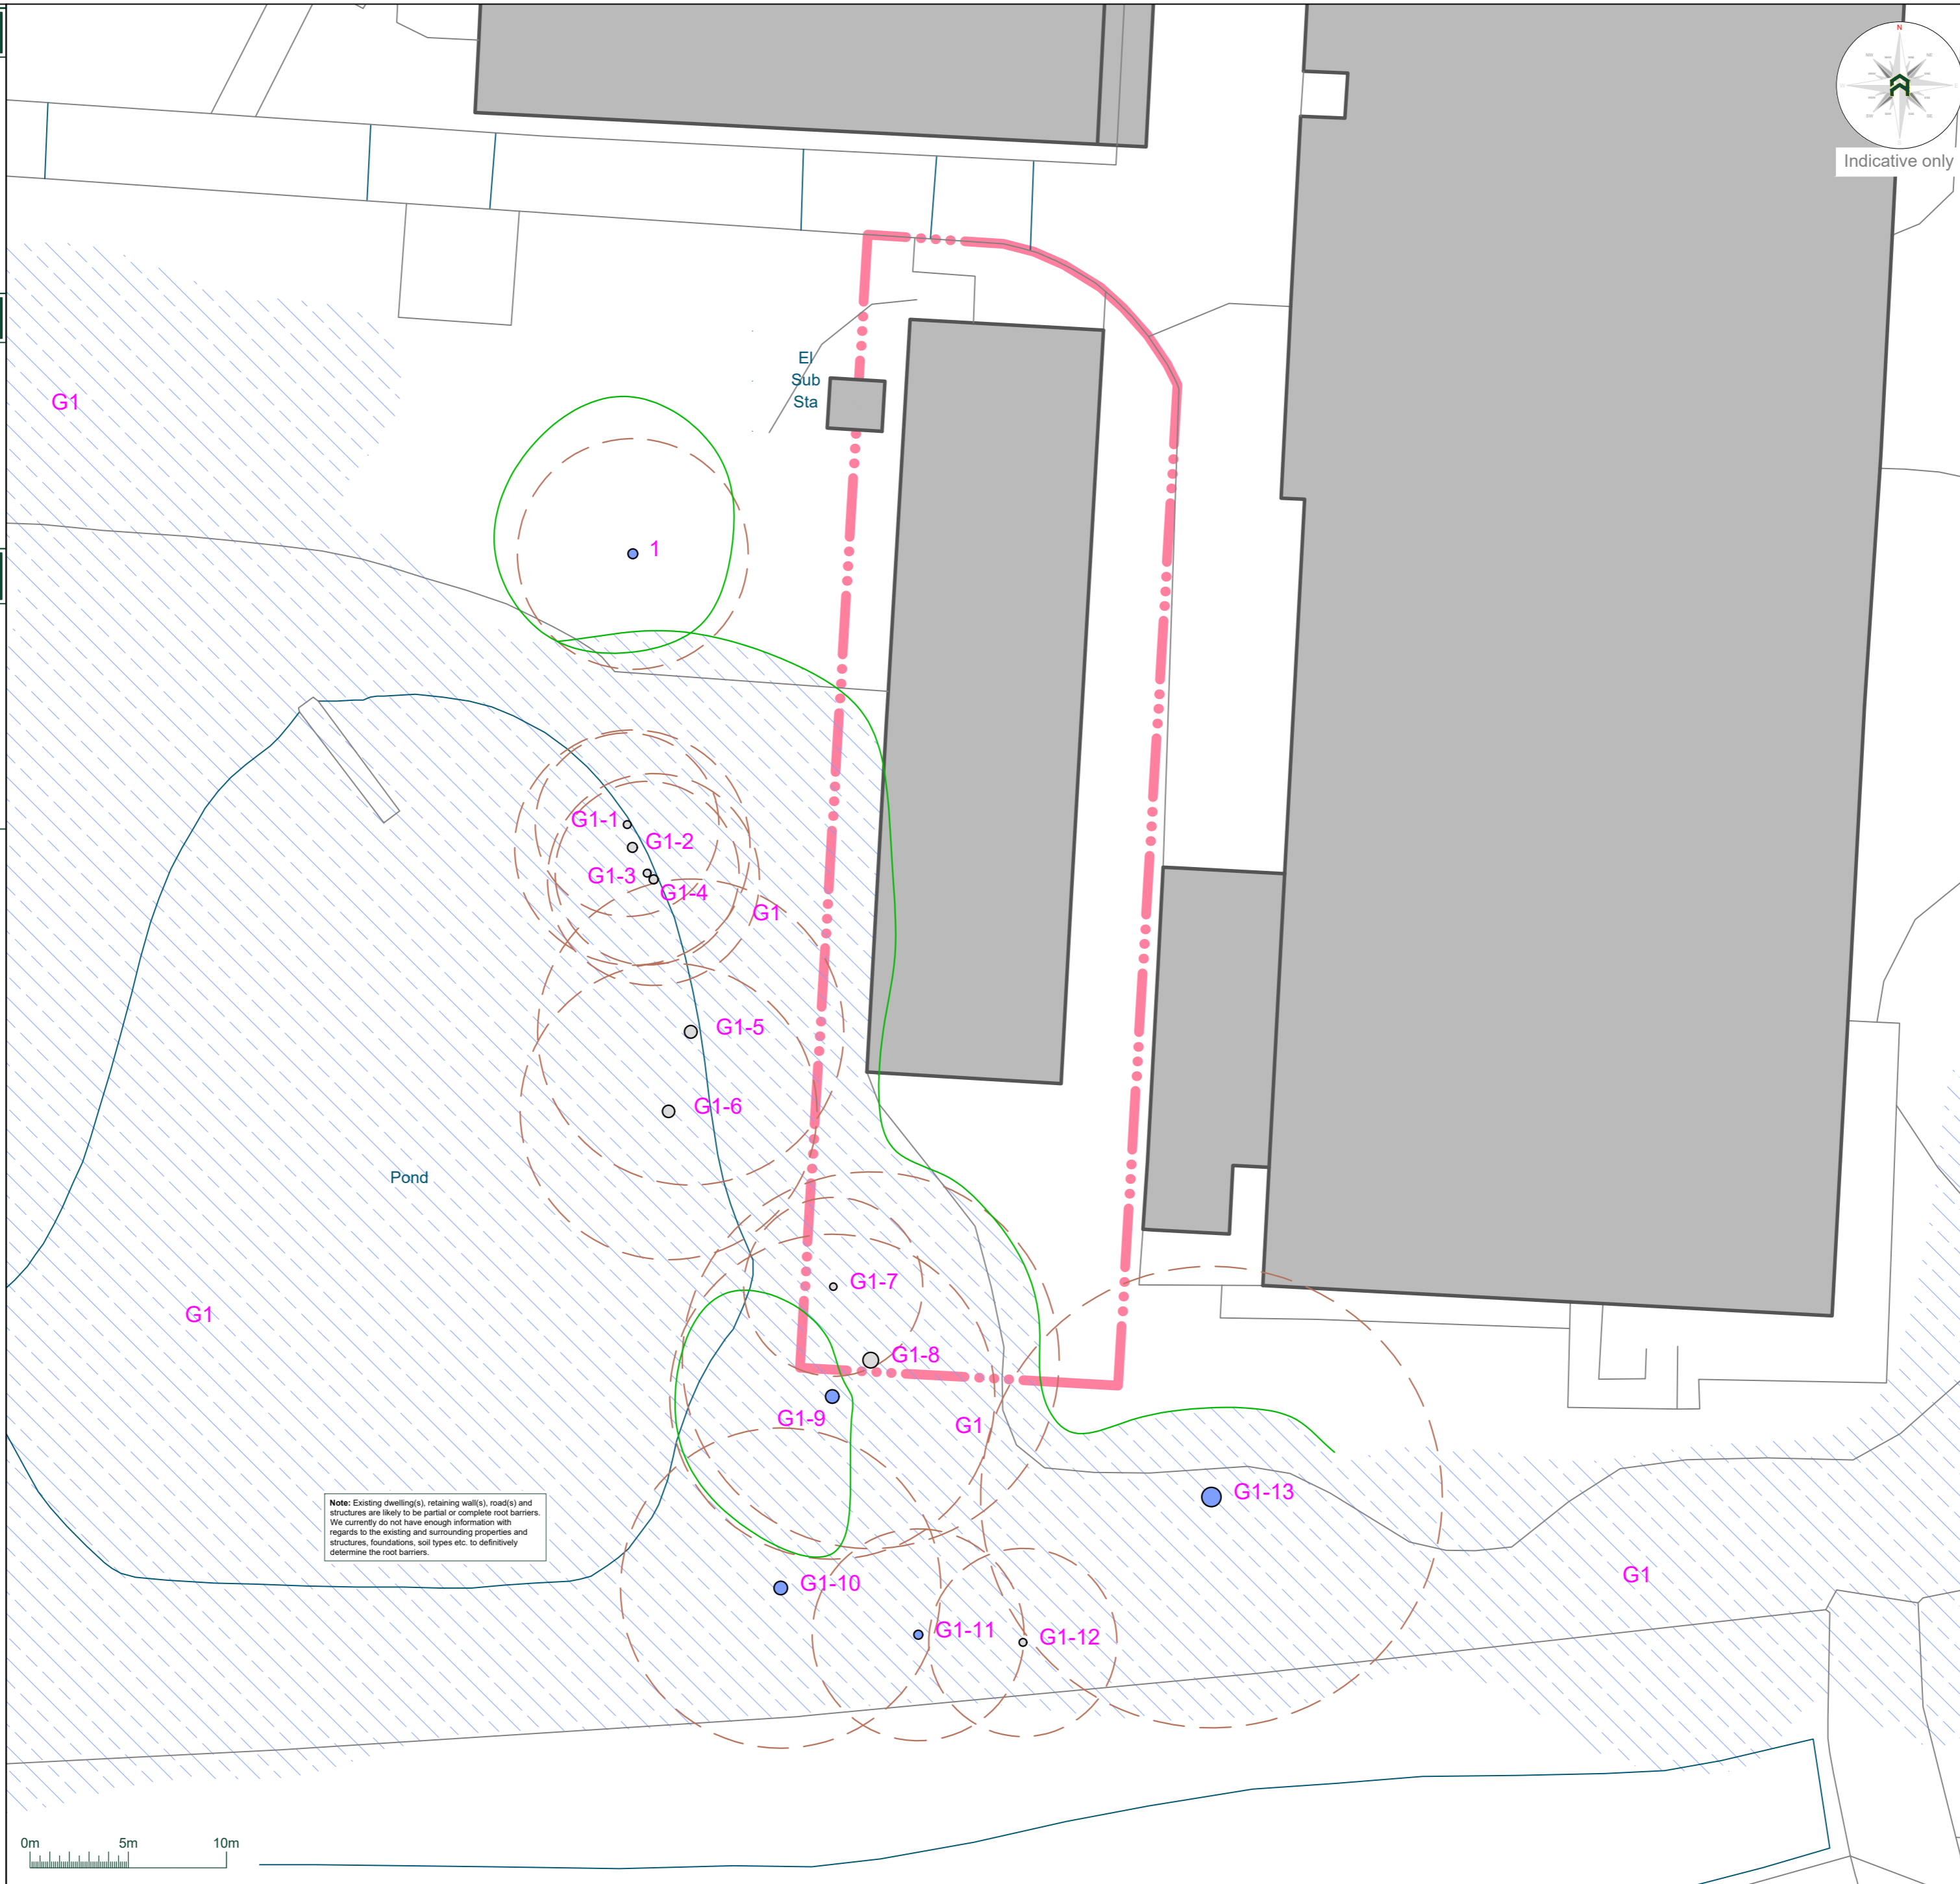 N
Indicative only
G1
El
Sub
Sta
1
G1-1
G1-2
G1-3
G1-4
G1
G1-5
G1-6
Pond
G1-7
G1
G1-8
G1-9
G1
G1-13
Note: Existing dwelling(s), retaining wall(s), road(s) and
structures are likely to be partial or complete root barriers.
We currently do not have enough information with
regards to the existing and surrounding properties and
structures, foundations, soil types etc. to definitively
determine the root barriers.
G1
G1-10
G1-11
G1-12
0m 5m 10m